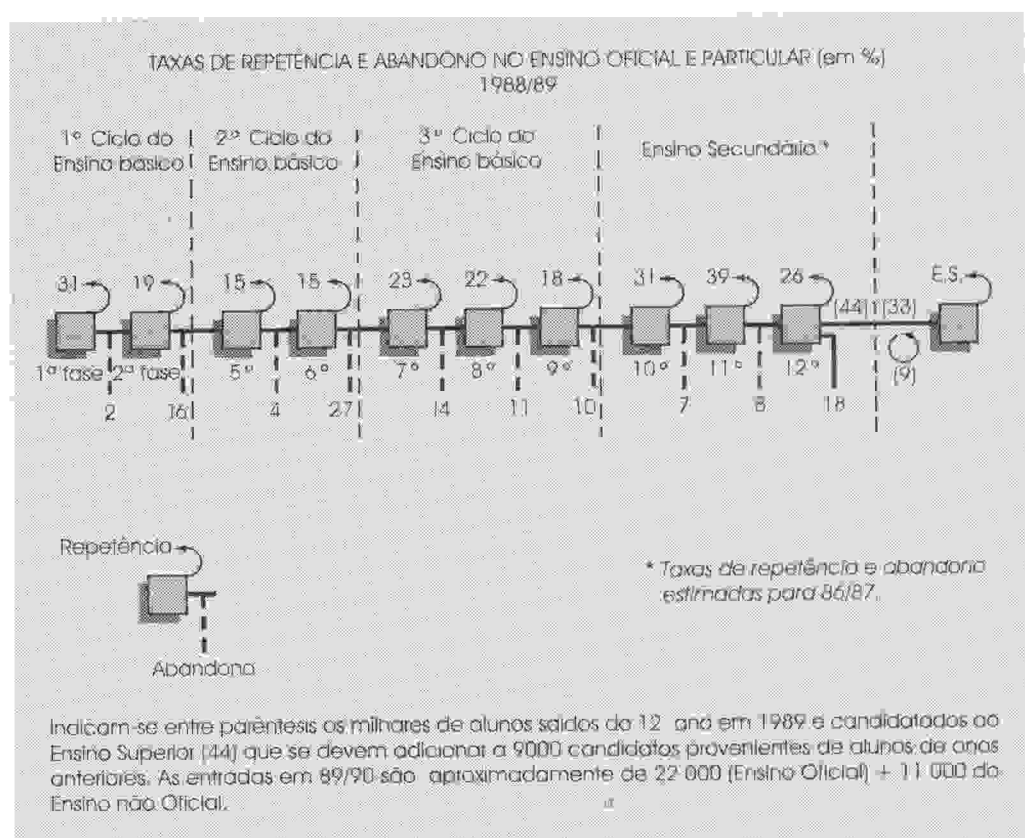 TAXAS DE REPETÊNCIA E ABANDONO NO ENSINO OFICIAL E PARTICULAR (em %)
1988/89
1º Ciclo do 2º Ciclo do 3º Ciclo do
Ensino básico Ensino básico Ensino básico Ensino Secundário*
31 19 15 15 23 22 18 31 39 26 E.S.
(44) (33)
1ª fase 2ª fase 5º 6º 7º 8º 9º 10º 11º 12º (9)
2 16 4 27 14 11 10 7 8 18
Repetência
* Taxas de repetência e abandono
estimadas para 86/87.
Abandono
Indicam-se entre parêntesis os milhares de alunos saídos do 12 ano em 1989 e candidatados ao
Ensino Superior (44) que se devem adicionar a 9000 candidatos provenientes de alunos de anos
anteriores. As entradas em 89/90 são aproximadamente de 22 000 (Ensino Oficial) + 11 000 do
Ensino não Oficial.